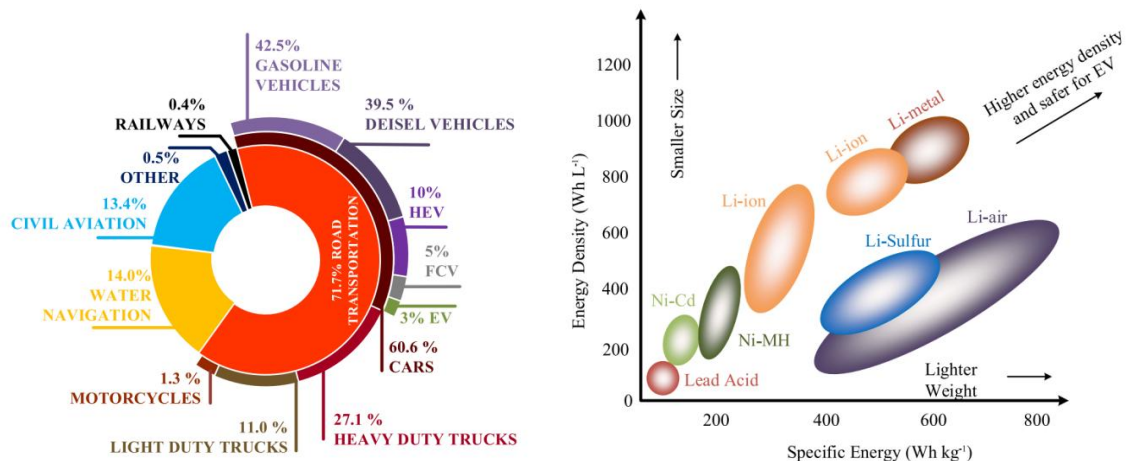 42.5%
GASOLINE
VEHICLES
39.5 %
DEISEL VEHICLES
0.4%
RAILWAYS
0.5%
OTHER
13.4%
CIVIL AVIATION
14.0%
WATER
NAVIGATION
71.7% ROAD
TRANSPORTATION
10%
HEV
5%
FCV
3% EV
60.6 %
CARS
1.3 %
MOTORCYCLES
11.0 %
LIGHT DUTY TRUCKS
27.1 %
HEAVY DUTY TRUCKS
Energy Density (Wh L⁻¹)
1200
1000
800
600
400
200
0
Smaller Size
Higher energy density
and safer for EV
Li-metal
Li-ion
Li-ion
Li-air
Li-Sulfur
Ni-Cd
Ni-MH
Lead Acid
Lighter
Weight
200
400
600
800
Specific Energy (Wh kg⁻¹)